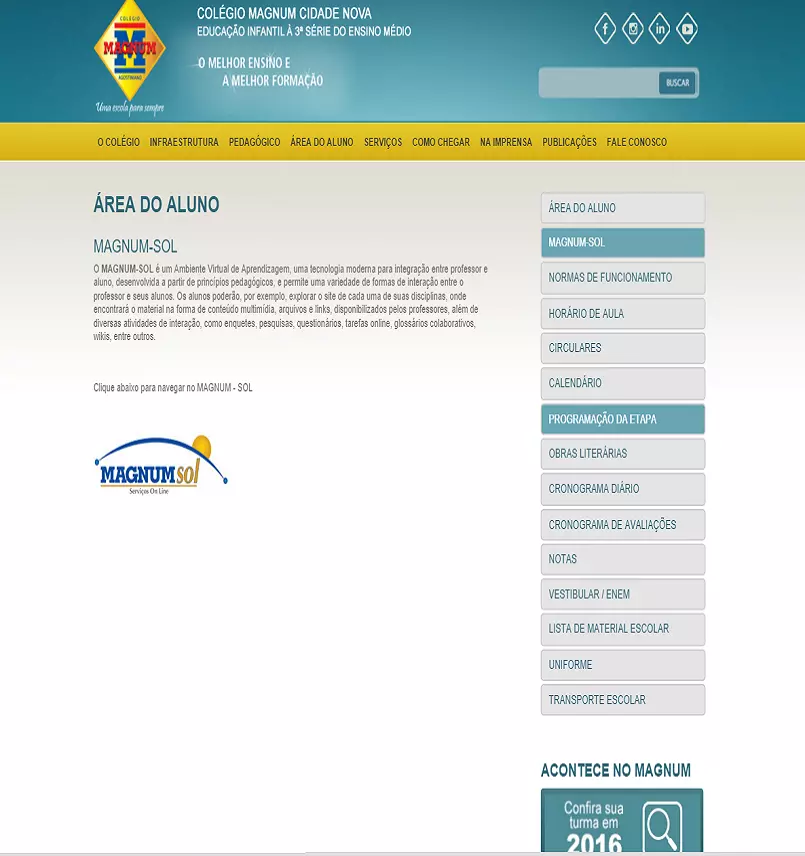 COLÉGIO
MAGNUM
AGOSTINIANO
Uma escola para sempre
COLÉGIO MAGNUM CIDADE NOVA
EDUCAÇÃO INFANTIL À 3ª SÉRIE DO ENSINO MÉDIO
O MELHOR ENSINO E
A MELHOR FORMAÇÃO
BUSCAR
O COLÉGIO INFRAESTRUTURA PEDAGÓGICO ÁREA DO ALUNO SERVIÇOS COMO CHEGAR NA IMPRENSA PUBLICAÇÕES FALE CONOSCO
ÁREA DO ALUNO
MAGNUM-SOL
O MAGNUM-SOL é um Ambiente Virtual de Aprendizagem, uma tecnologia moderna para integração entre professor e
aluno, desenvolvida a partir de princípios pedagógicos, e permite uma variedade de formas de interação entre o
professor e seus alunos. Os alunos poderão, por exemplo, explorar o site de cada uma de suas disciplinas, onde
encontrará o material na forma de conteúdo multimídia, arquivos e links, disponibilizados pelos professores, além de
diversas atividades de interação, como enquetes, pesquisas, questionários, tarefas online, glossários colaborativos,
wikis, entre outros.
Clique abaixo para navegar no MAGNUM - SOL
MAGNUMsol
Serviços On Line
ÁREA DO ALUNO
MAGNUM-SOL
NORMAS DE FUNCIONAMENTO
HORÁRIO DE AULA
CIRCULARES
CALENDÁRIO
PROGRAMAÇÃO DA ETAPA
OBRAS LITERÁRIAS
CRONOGRAMA DIÁRIO
CRONOGRAMA DE AVALIAÇÕES
NOTAS
VESTIBULAR / ENEM
LISTA DE MATERIAL ESCOLAR
UNIFORME
TRANSPORTE ESCOLAR
ACONTECE NO MAGNUM
Confira sua
turma em
2016